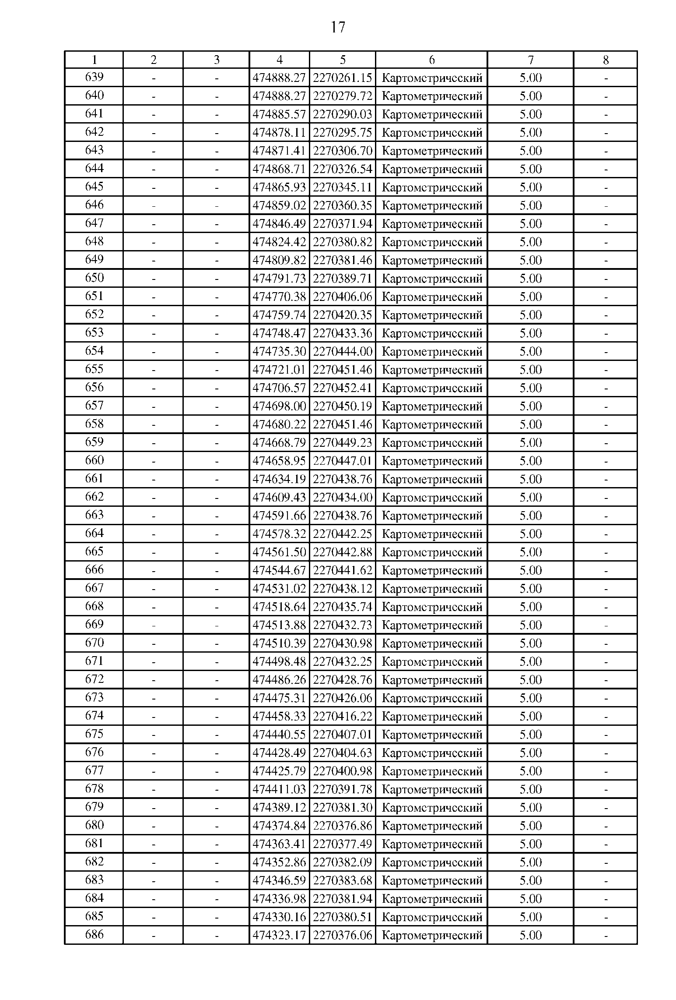 17
1 2 3 4 5 6 7 8
639 - - 474888.27 2270261.15 Картометрический 5.00 -
640 - - 474888.27 2270279.72 Картометрический 5.00 -
641 - - 474885.57 2270290.03 Картометрический 5.00 -
642 - - 474878.11 2270295.75 Картометрический 5.00 -
643 - - 474871.41 2270306.70 Картометрический 5.00 -
644 - - 474868.71 2270326.54 Картометрический 5.00 -
645 - - 474865.93 2270345.11 Картометрический 5.00 -
646 - - 474859.02 2270360.35 Картометрический 5.00 -
647 - - 474846.49 2270371.94 Картометрический 5.00 -
648 - - 474824.42 2270380.82 Картометрический 5.00 -
649 - - 474809.82 2270381.46 Картометрический 5.00 -
650 - - 474791.73 2270389.71 Картометрический 5.00 -
651 - - 474770.38 2270406.06 Картометрический 5.00 -
652 - - 474759.74 2270420.35 Картометрический 5.00 -
653 - - 474748.47 2270433.36 Картометрический 5.00 -
654 - - 474735.30 2270444.00 Картометрический 5.00 -
655 - - 474721.01 2270451.46 Картометрический 5.00 -
656 - - 474706.57 2270452.41 Картометрический 5.00 -
657 - - 474698.00 2270450.19 Картометрический 5.00 -
658 - - 474680.22 2270451.46 Картометрический 5.00 -
659 - - 474668.79 2270449.23 Картометрический 5.00 -
660 - - 474658.95 2270447.01 Картометрический 5.00 -
661 - - 474634.19 2270438.76 Картометрический 5.00 -
662 - - 474609.43 2270434.00 Картометрический 5.00 -
663 - - 474591.66 2270438.76 Картометрический 5.00 -
664 - - 474578.32 2270442.25 Картометрический 5.00 -
665 - - 474561.50 2270442.88 Картометрический 5.00 -
666 - - 474544.67 2270441.62 Картометрический 5.00 -
667 - - 474531.02 2270438.12 Картометрический 5.00 -
668 - - 474518.64 2270435.74 Картометрический 5.00 -
669 - - 474513.88 2270432.73 Картометрический 5.00 -
670 - - 474510.39 2270430.98 Картометрический 5.00 -
671 - - 474498.48 2270432.25 Картометрический 5.00 -
672 - - 474486.26 2270428.76 Картометрический 5.00 -
673 - - 474475.31 2270426.06 Картометрический 5.00 -
674 - - 474458.33 2270416.22 Картометрический 5.00 -
675 - - 474440.55 2270407.01 Картометрический 5.00 -
676 - - 474428.49 2270404.63 Картометрический 5.00 -
677 - - 474425.79 2270400.98 Картометрический 5.00 -
678 - - 474411.03 2270391.78 Картометрический 5.00 -
679 - - 474389.12 2270381.30 Картометрический 5.00 -
680 - - 474374.84 2270376.86 Картометрический 5.00 -
681 - - 474363.41 2270377.49 Картометрический 5.00 -
682 - - 474352.86 2270382.09 Картометрический 5.00 -
683 - - 474346.59 2270383.68 Картометрический 5.00 -
684 - - 474336.98 2270381.94 Картометрический 5.00 -
685 - - 474330.16 2270380.51 Картометрический 5.00 -
686 - - 474323.17 2270376.06 Картометрический 5.00 -